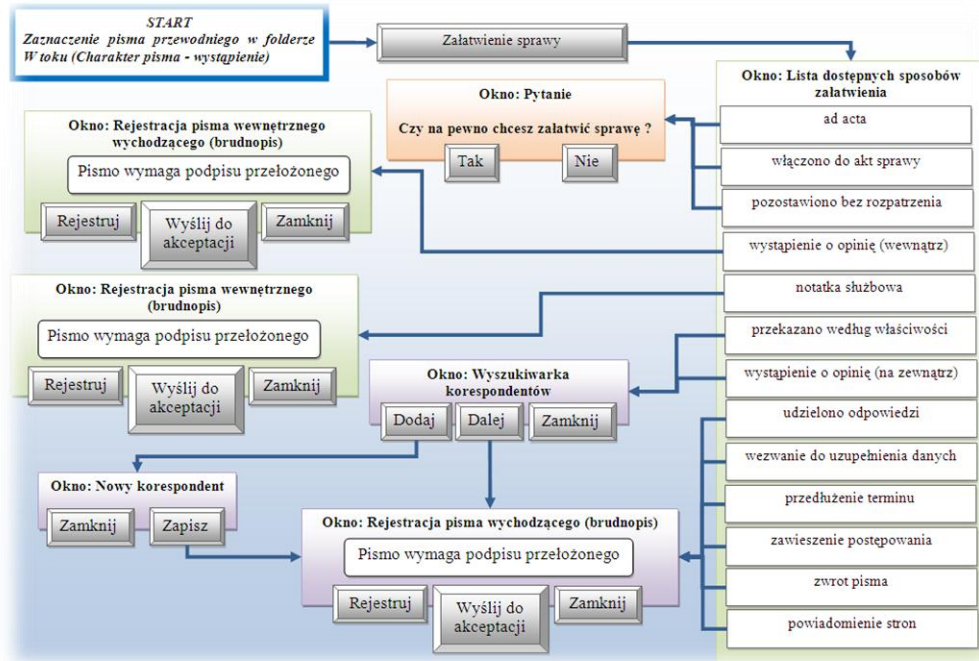 START
Zaznaczenie pisma przewodniego w folderze
W toku (Charakter pisma - wystąpienie)
Załatwienie sprawy
Okno: Lista dostępnych sposobów
załatwienia
ad acta
włączono do akt sprawy
pozostawiono bez rozpatrzenia
wystąpienie o opinię (wewnątrz)
notatka służbowa
przekazano według właściwości
wystąpienie o opinię (na zewnątrz)
udzielono odpowiedzi
wezwanie do uzupełnienia danych
przedłużenie terminu
zawieszenie postępowania
zwrot pisma
powiadomienie stron
Okno: Pytanie
Czy na pewno chcesz załatwić sprawę ?
Tak
Nie
Okno: Rejestracja pisma wewnętrznego
wychodzącego (brudnopis)
Pismo wymaga podpisu przełożonego
Rejestruj
Wyślij do
akceptacji
Zamknij
Okno: Rejestacja pisma wewnętrznego
(brudnopis)
Pismo wymaga podpisu przełożonego
Rejestruj
Wyślij do
akceptacji
Zamknij
Okno: Wyszukiwarka
korespondentów
Dodaj
Dalej
Zamknij
Okno: Nowy korespondent
Zamknij
Zapisz
Okno: Rejestracja pisma wychodzącego (brudnopis)
Pismo wymaga podpisu przełożonego
Rejestruj
Wyślij do
akceptacji
Zamknij